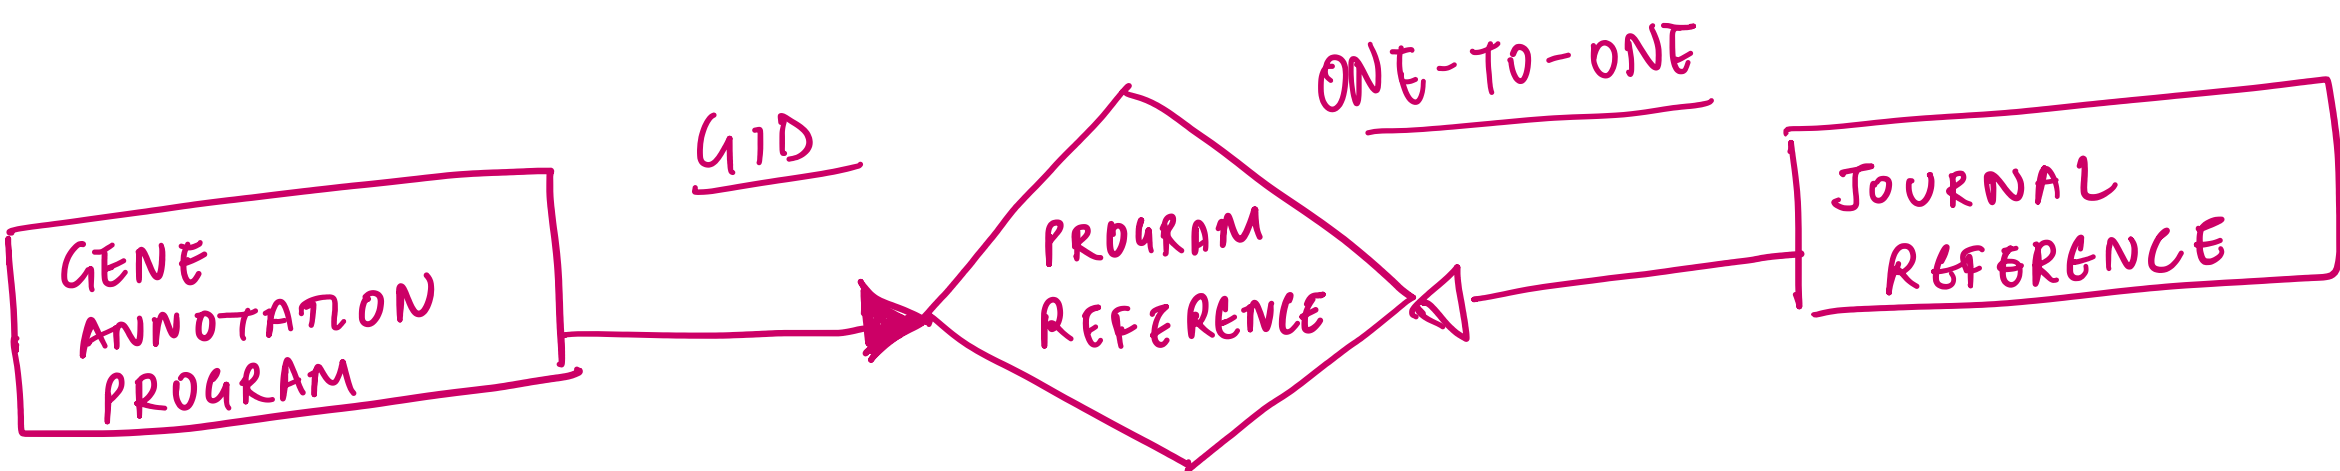 GENE
ANNOTATION
PROGRAM
GID
PROGRAM
REFERENCE
ONE-TO-ONE
JOURNAL
REFERENCE